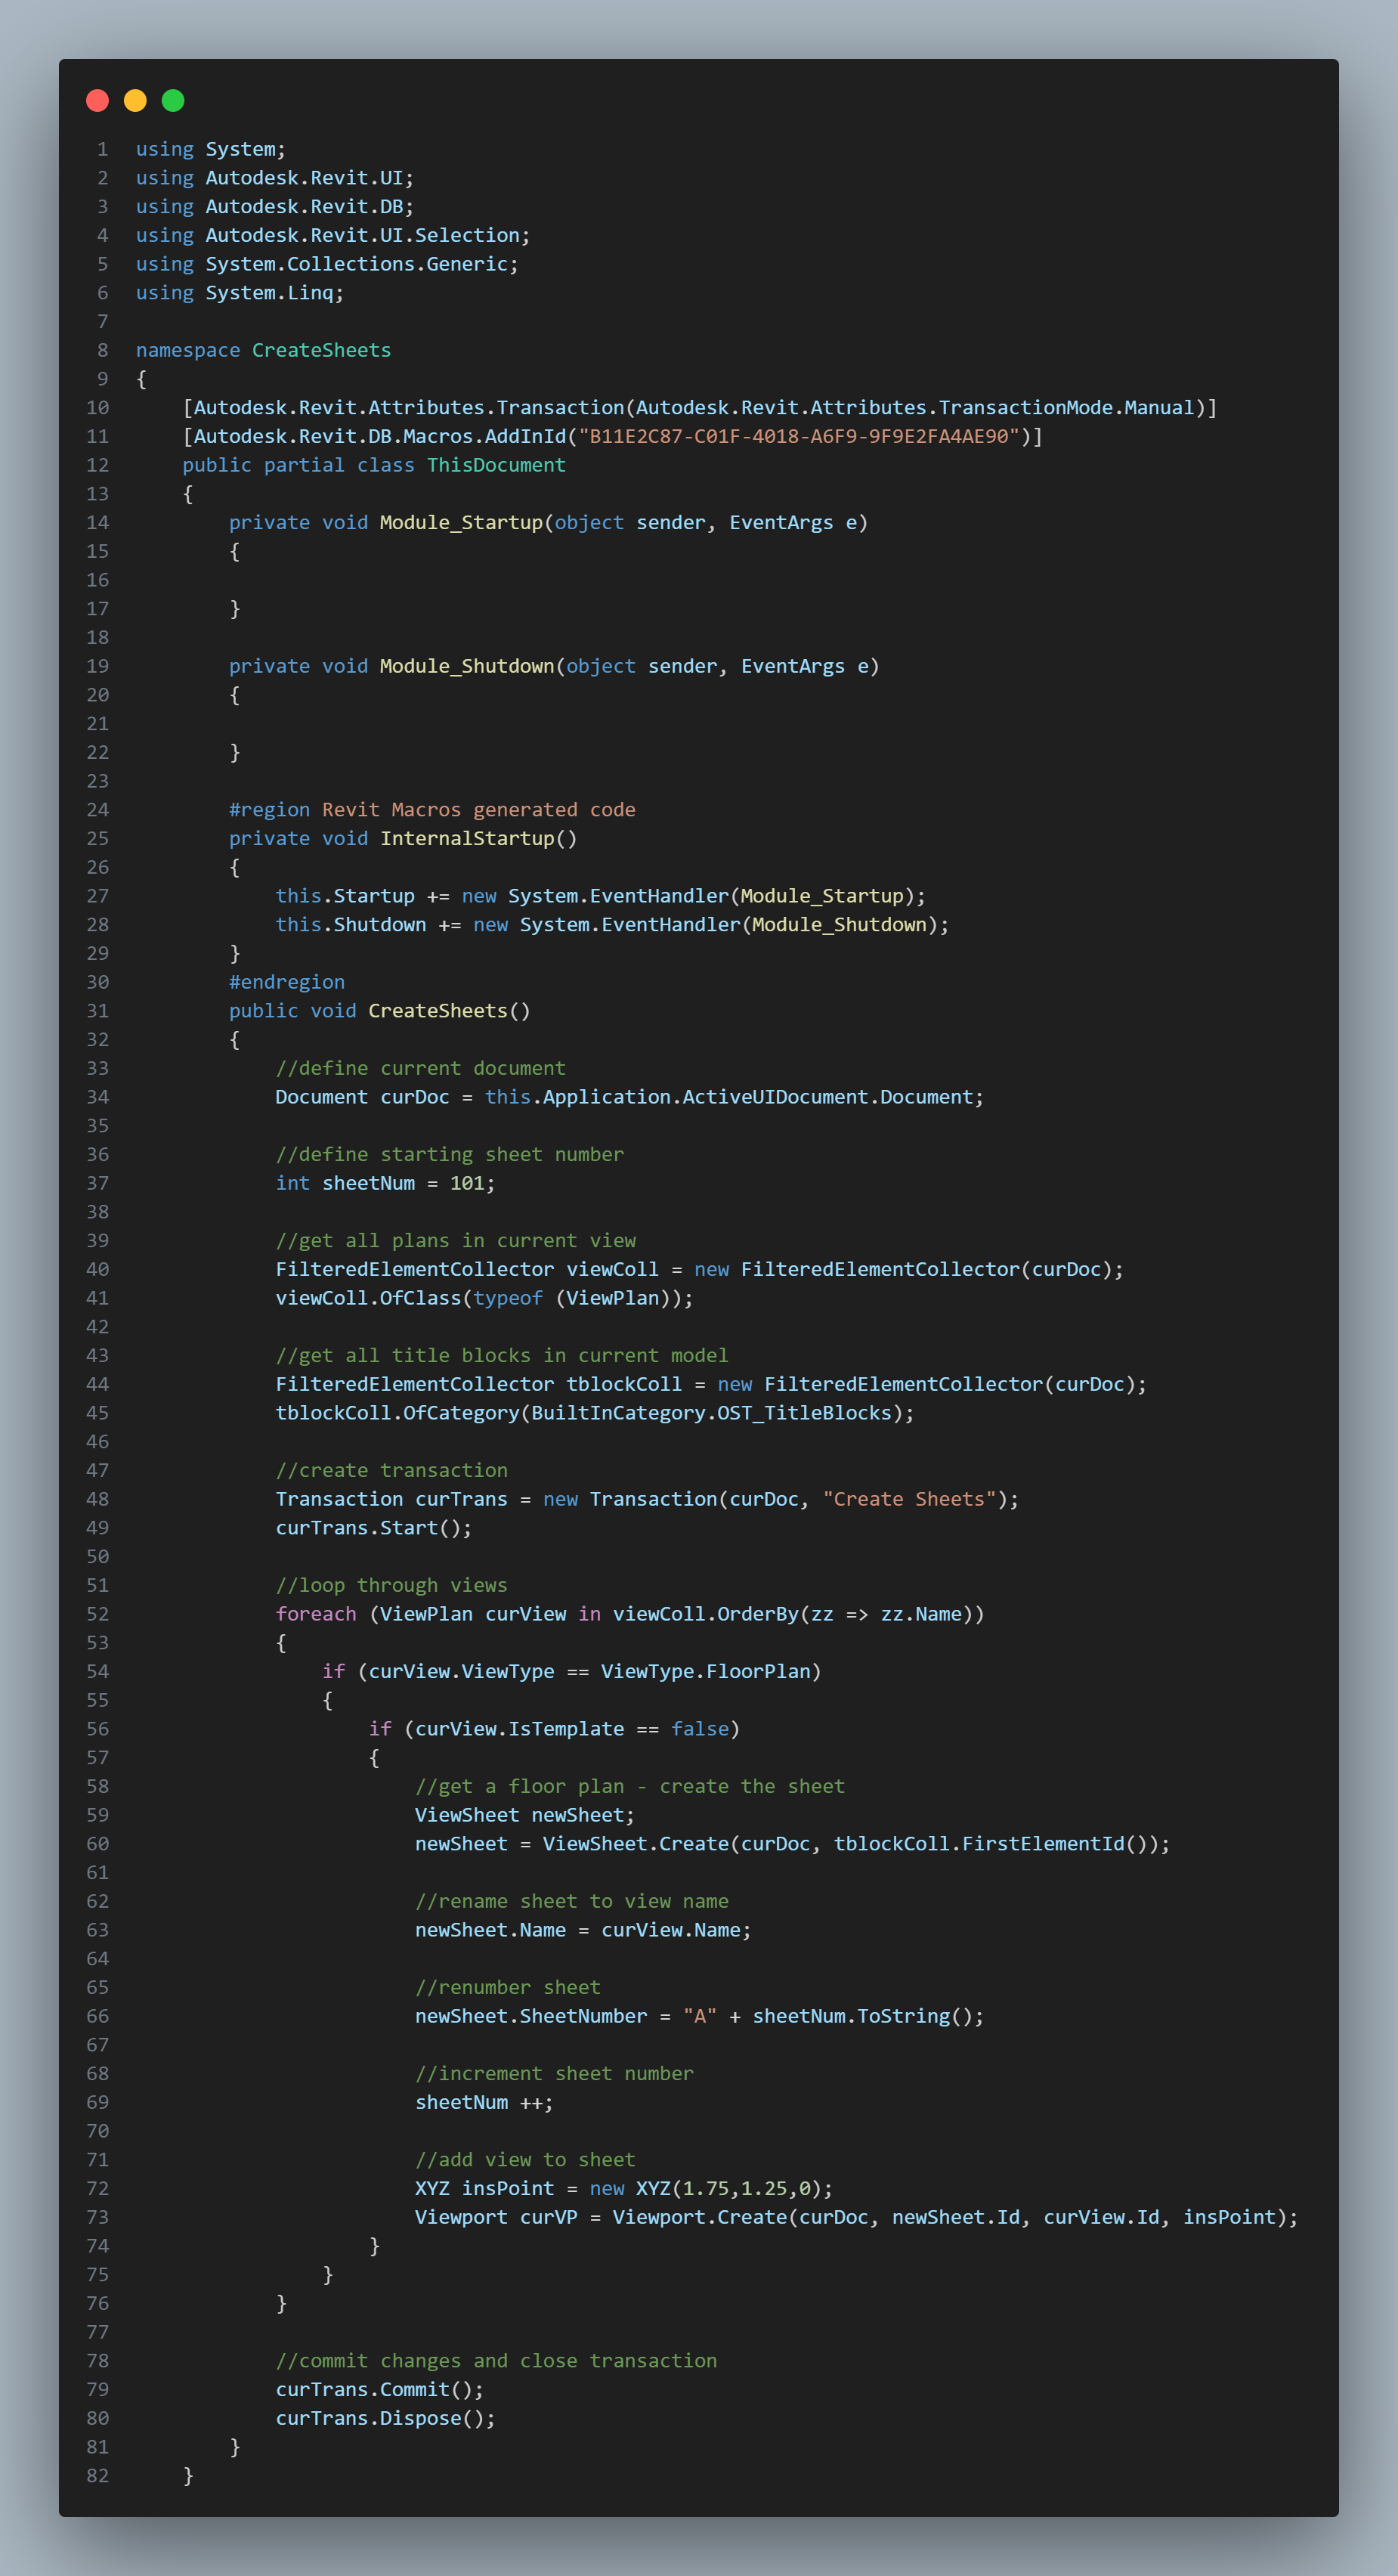 1 using System;
2 using Autodesk.Revit.UI;
3 using Autodesk.Revit.DB;
4 using Autodesk.Revit.UI.Selection;
5 using System.Collections.Generic;
6 using System.Linq;
7
8 namespace CreateSheets
9 {
10     [Autodesk.Revit.Attributes.Transaction(Autodesk.Revit.Attributes.TransactionMode.Manual)]
11     [Autodesk.Revit.DB.Macros.AddInId("B11E2C87-C01F-4018-A6F9-9F9E2FA4AE90")]
12     public partial class ThisDocument
13     {
14         private void Module_Startup(object sender, EventArgs e)
15         {
16
17         }
18
19         private void Module_Shutdown(object sender, EventArgs e)
20         {
21
22         }
23
24         #region Revit Macros generated code
25         private void InternalStartup()
26         {
27             this.Startup += new System.EventHandler(Module_Startup);
28             this.Shutdown += new System.EventHandler(Module_Shutdown);
29         }
30         #endregion
31         public void CreateSheets()
32         {
33             //define current document
34             Document curDoc = this.Application.ActiveUIDocument.Document;
35
36             //define starting sheet number
37             int sheetNum = 101;
38
39             //get all plans in current view
40             FilteredElementCollector viewColl = new FilteredElementCollector(curDoc);
41             viewColl.OfClass(typeof (ViewPlan));
42
43             //get all title blocks in current model
44             FilteredElementCollector tblockColl = new FilteredElementCollector(curDoc);
45             tblockColl.OfCategory(BuiltInCategory.OST_TitleBlocks);
46
47             //create transaction
48             Transaction curTrans = new Transaction(curDoc, "Create Sheets");
49             curTrans.Start();
50
51             //loop through views
52             foreach (ViewPlan curView in viewColl.OrderBy(zz => zz.Name))
53             {
54                 if (curView.ViewType == ViewType.FloorPlan)
55                 {
56                     if (curView.IsTemplate == false)
57                     {
58                         //get a floor plan - create the sheet
59                         ViewSheet newSheet;
60                         newSheet = ViewSheet.Create(curDoc, tblockColl.FirstElementId());
61
62                         //rename sheet to view name
63                         newSheet.Name = curView.Name;
64
65                         //renumber sheet
66                         newSheet.SheetNumber = "A" + sheetNum.ToString();
67
68                         //increment sheet number
69                         sheetNum ++;
70
71                         //add view to sheet
72                         XYZ insPoint = new XYZ(1.75,1.25,0);
73                         Viewport curVP = Viewport.Create(curDoc, newSheet.Id, curView.Id, insPoint);
74                     }
75                 }
76             }
77
78             //commit changes and close transaction
79             curTrans.Commit();
80             curTrans.Dispose();
81         }
82     }